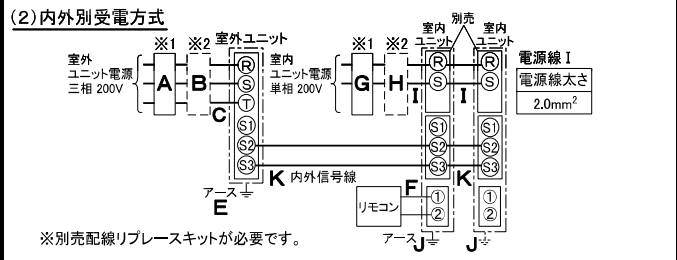 (2)内外別受電方式
※1 ※2 室外ユニット
室外
ユニット電源
三相 200V
A B C
R
S
T
S1
S2
S3
アース
E
K 内外信号線
※1 ※2
室内
ユニット電源
単相 200V
G H
室内
ユニット
別売
室内
ユニット
R
S
I
S1
S2
S3
①
②
R
S
I
S1
S2
S3
①
②
K
F
リモコン
アース J
J
電源線 I
電源線太さ
2.0mm²
※別売配線リプレースキットが必要です。